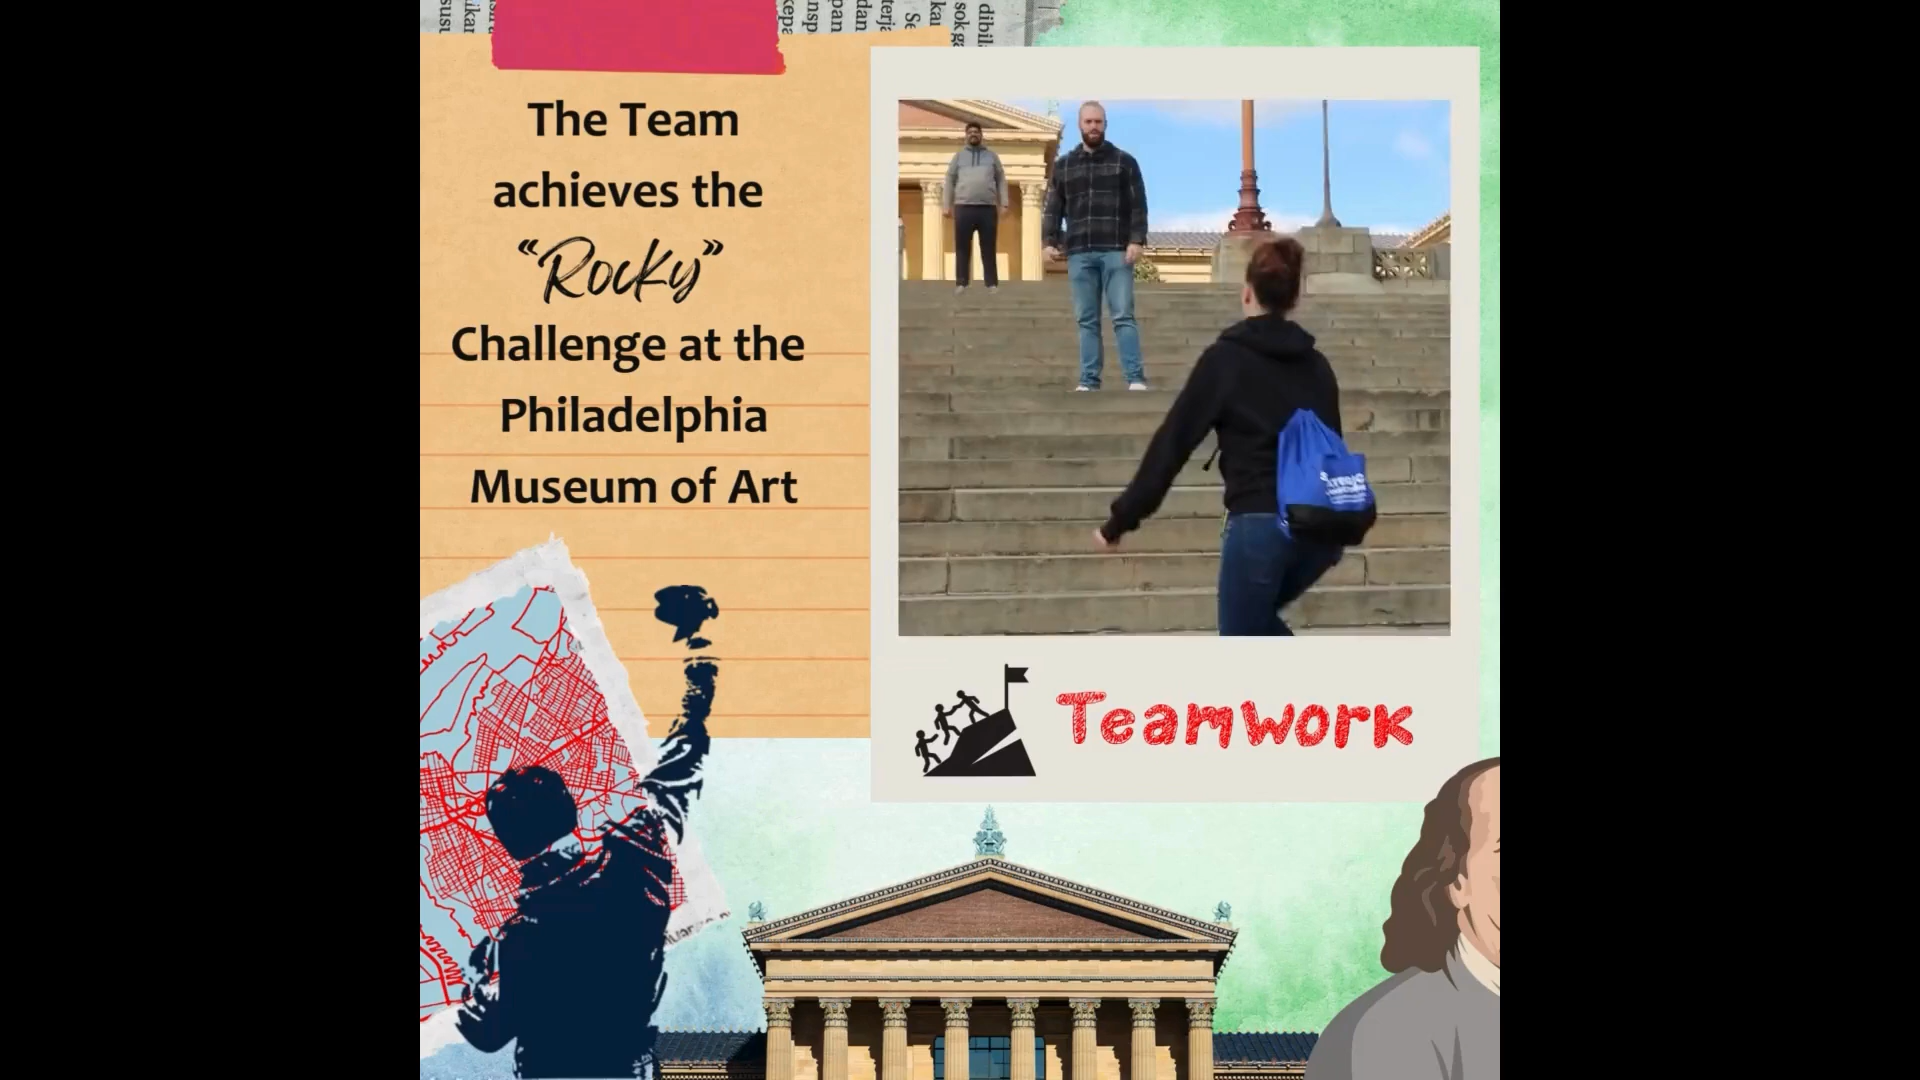 The Team
achieves the
“Rocky”
Challenge at the
Philadelphia
Museum of Art
Teamwork